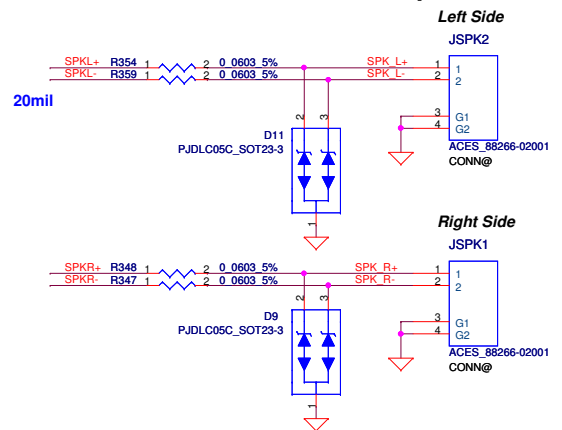 Left Side
JSPK2
SPKL+ R354 1 2 0_0603_5% SPK_L+ 1 1
SPKL- R359 1 2 0_0603_5% SPK_L- 2 2
20mil
3 G1
4 G2
2 3
D11
PJDLC05C_SOT23-3
ACES_88266-02001
CONN@
1
Right Side
JSPK1
SPKR+ R348 1 2 0_0603_5% SPK_R+ 1 1
SPKR- R347 1 2 0_0603_5% SPK_R- 2 2
2 3
D9
PJDLC05C_SOT23-3
3 G1
4 G2
ACES_88266-02001
CONN@
1